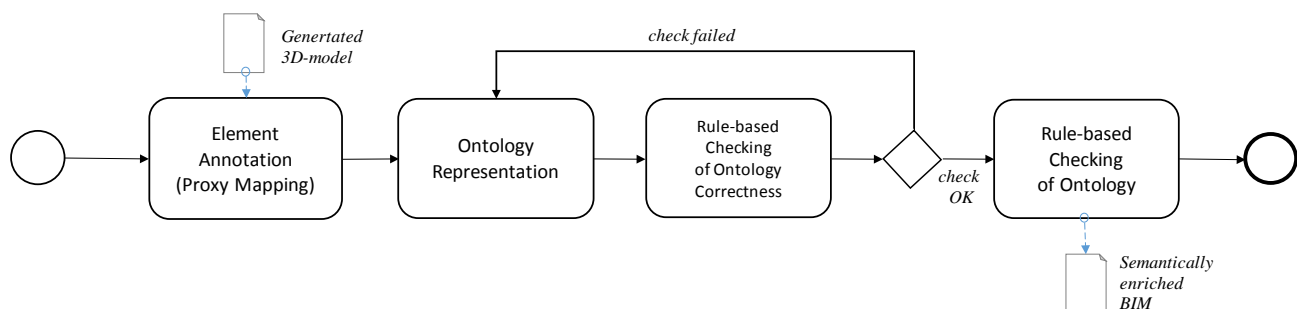 Genertated
3D-model
check failed
Element
Annotation
(Proxy Mapping)
Ontology
Representation
Rule-based
Checking
of Ontology
Correctness
check
OK
Rule-based
Checking
of Ontology
Semantically
enriched
BIM